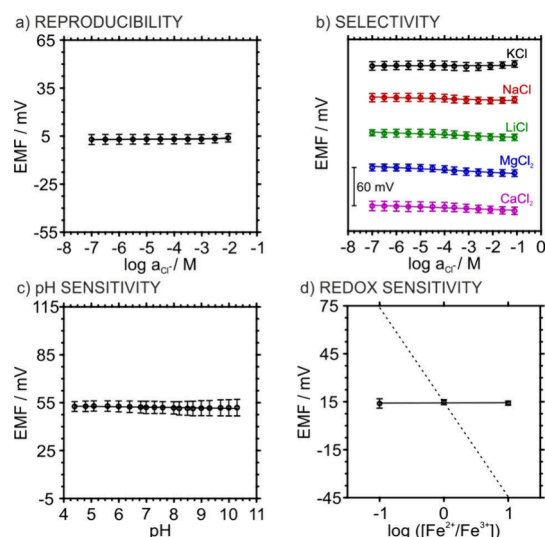 a) REPRODUCIBILITY
65
35
5
-25
-55
EMF / mV
-8 -7 -6 -5 -4 -3 -2 -1
log a Cl- / M
b) SELECTIVITY
EMF / mV
KCl
NaCl
LiCl
MgCl2
60 mV
CaCl2
-8 -7 -6 -5 -4 -3 -2 -1 0
log a Cl- / M
c) pH SENSITIVITY
115
85
55
25
-5
EMF / mV
4 5 6 7 8 9 10 11
pH
d) REDOX SENSITIVITY
75
45
15
-15
-45
EMF / mV
-1 0 1
log ([Fe2+/Fe3+])